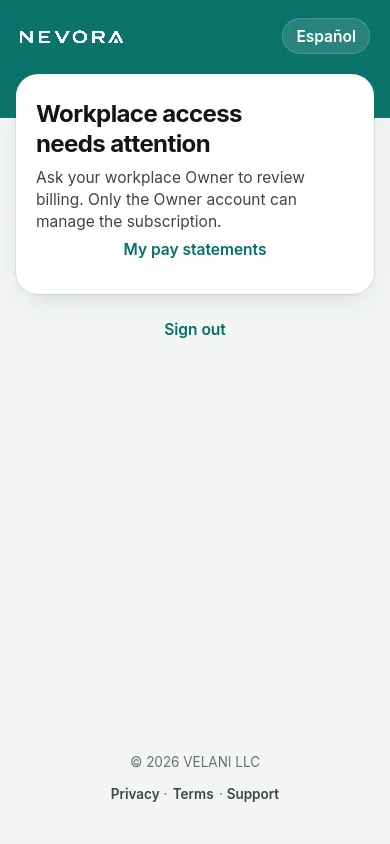 NEVORA
Español
Workplace access
needs attention
Ask your workplace Owner to review
billing. Only the Owner account can
manage the subscription.
My pay statements
Sign out
© 2026 VELANI LLC
Privacy · Terms · Support